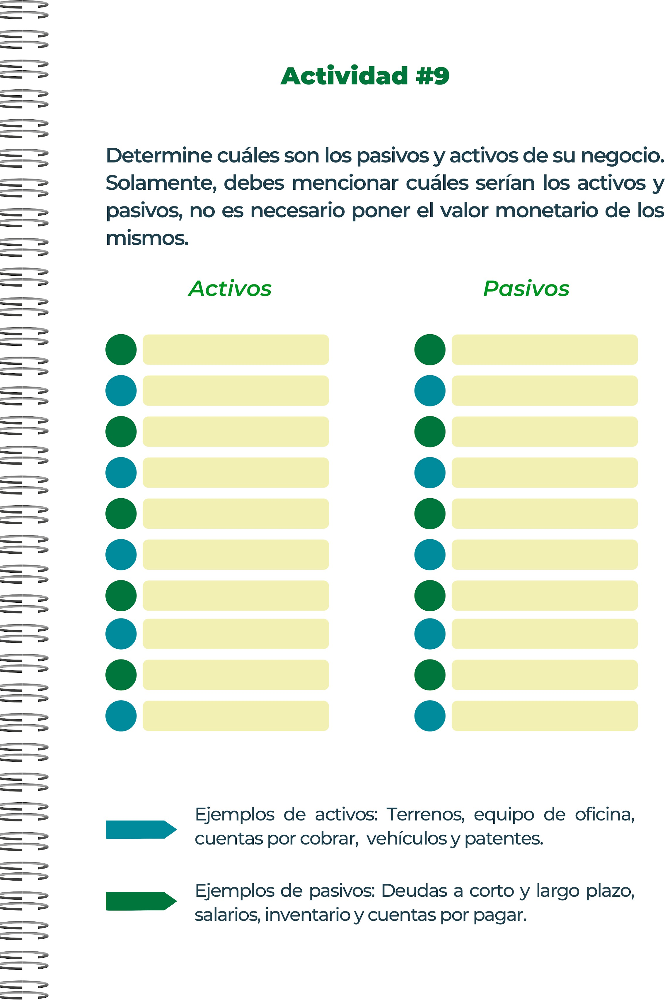 Actividad #9
Determine cuáles son los pasivos y activos de su negocio.
Solamente, debes mencionar cuáles serían los activos y
pasivos, no es necesario poner el valor monetario de los
mismos.
Activos
Pasivos
Ejemplos de activos: Terrenos, equipo de oficina,
cuentas por cobrar, vehículos y patentes.
Ejemplos de pasivos: Deudas a corto y largo plazo,
salarios, inventario y cuentas por pagar.